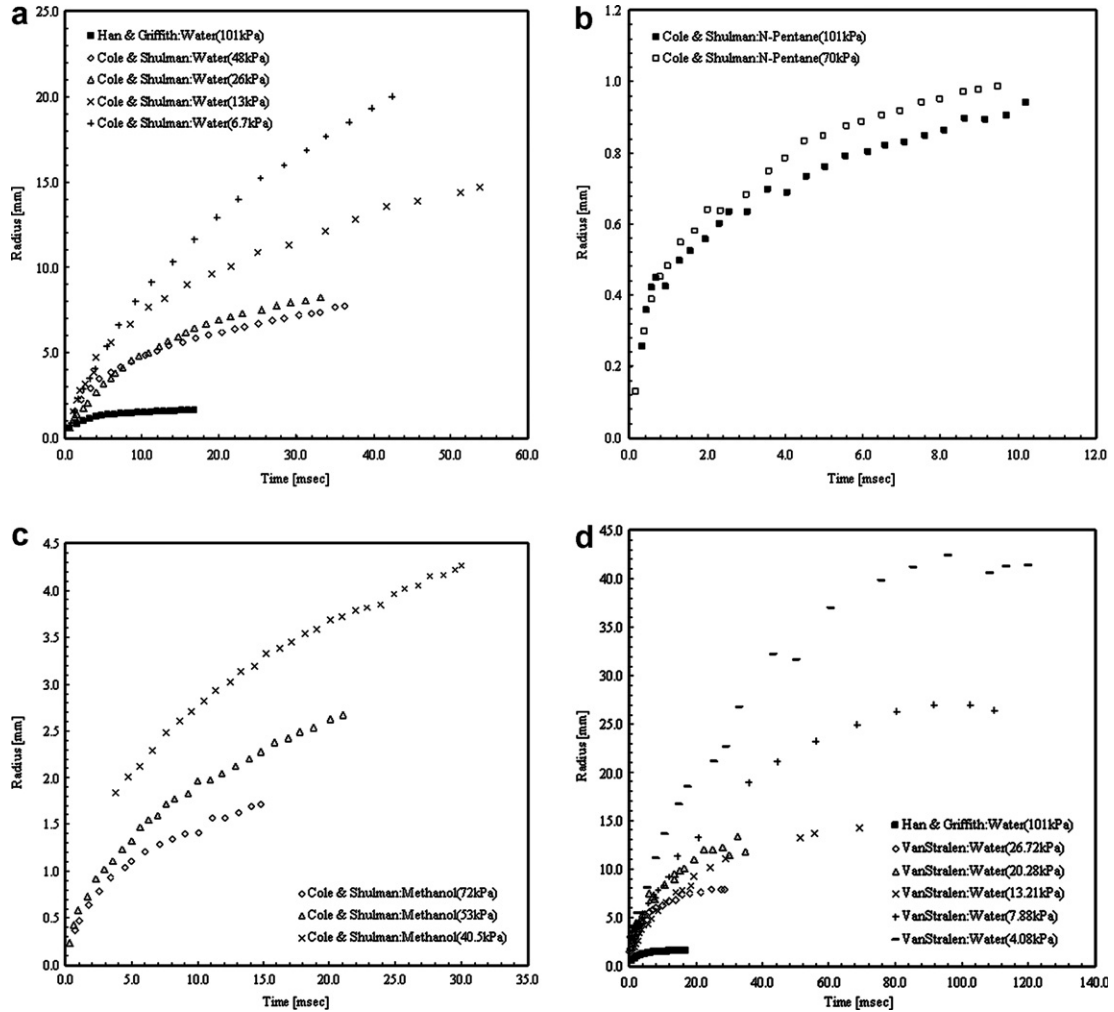 a
Han & Griffith:Water(101kPa)
Cole & Shulman:Water(48kPa)
Cole & Shulman:Water(26kPa)
Cole & Shulman:Water(13kPa)
Cole & Shulman:Water(6.7kPa)
20.0
15.0
10.0
5.0
0.0
Radius [mm]
0.0 10.0 20.0 30.0 40.0 50.0 60.0
Time [msec]
b
Cole & Shulman:N-Pentane(101kPa)
Cole & Shulman:N-Pentane(70kPa)
1.2
1.0
0.8
0.6
0.4
0.2
0.0
Radius [mm]
0.0 2.0 4.0 6.0 8.0 10.0 12.0
Time [msec]
c
4.5
4.0
3.5
3.0
2.5
2.0
1.5
1.0
0.5
0.0
Radius [mm]
Cole & Shulman:Methanol(72kPa)
Cole & Shulman:Methanol(53kPa)
Cole & Shulman:Methanol(40.5kPa)
0.0 5.0 10.0 15.0 20.0 25.0 30.0 35.0
Time [msec]
d
45.0
40.0
35.0
30.0
25.0
20.0
15.0
10.0
5.0
0.0
Radius [mm]
Han & Griffith:Water(101kPa)
VanStralen:Water(26.72kPa)
VanStralen:Water(20.28kPa)
VanStralen:Water(13.21kPa)
VanStralen:Water(7.88kPa)
VanStralen:Water(4.08kPa)
0.0 20.0 40.0 60.0 80.0 100.0 120.0 140.0
Time [msec]